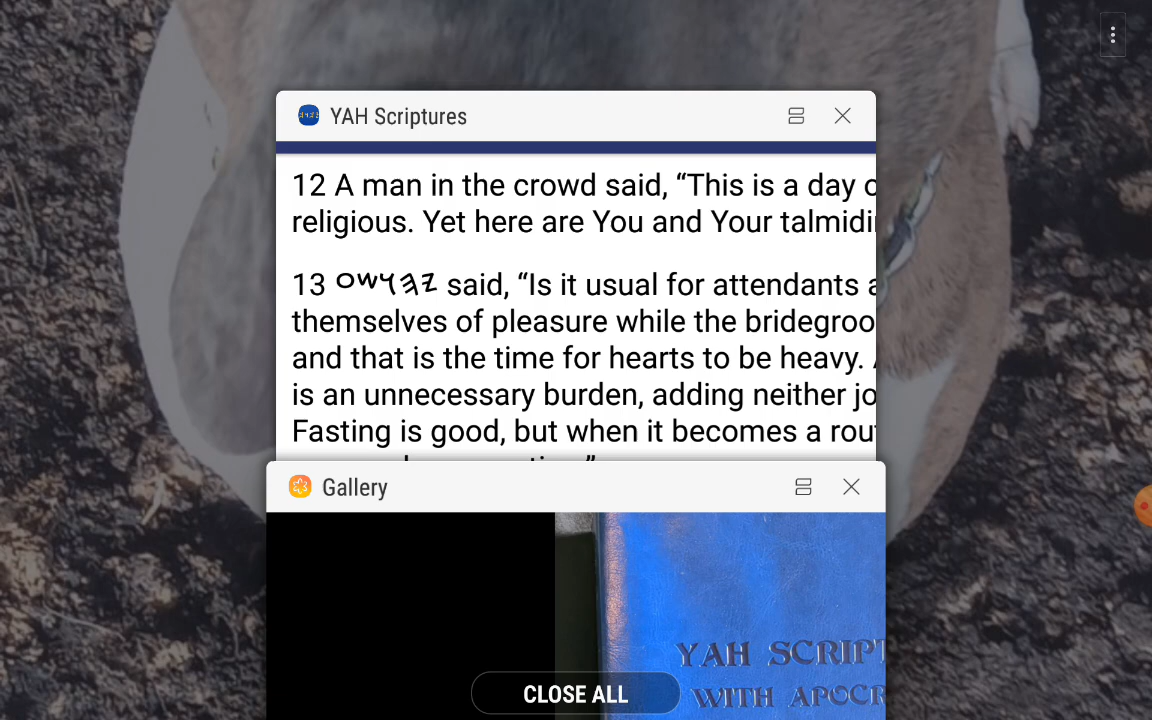 YAH Scriptures
12 A man in the crowd said, “This is a day
religious. Yet here are You and Your talmidi
13 𐤉𐤄𐤅𐤔𐤏 said, “Is it usual for attendants
themselves of pleasure while the bridegroo
and that is the time for hearts to be heavy.
is an unnecessary burden, adding neither jo
Fasting is good, but when it becomes a rou
Gallery
YAH SCRIPT
WITH APOCR
CLOSE ALL